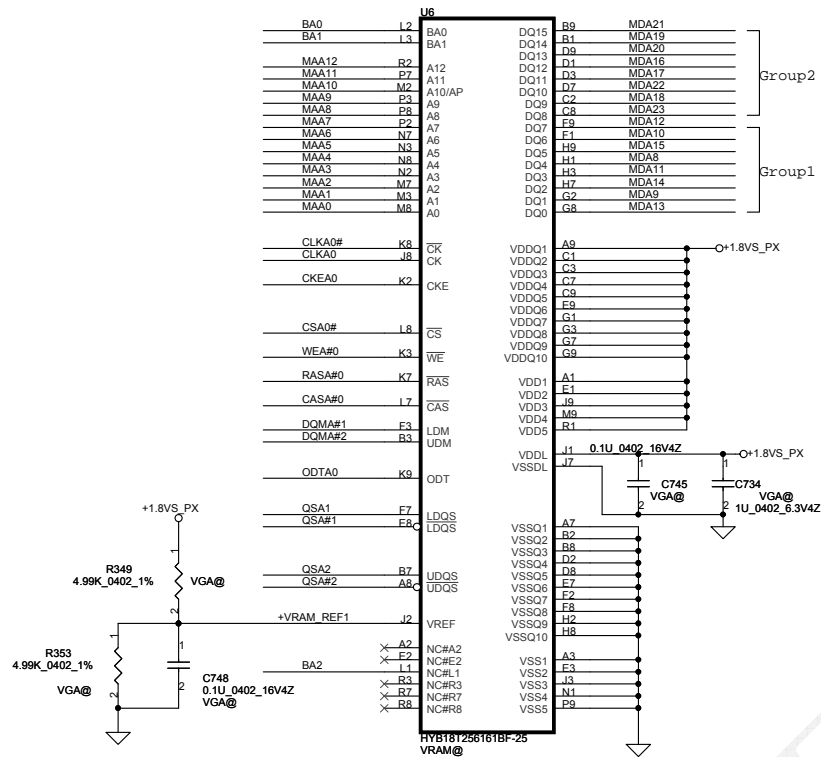 U6
BA0 L2 BA0 DQ15 B9 MDA21
BA1 L3 BA1 DQ14 B1 MDA19
DQ13 D9 MDA20
MAA12 R2 A12 DQ12 D1 MDA16
MAA11 P7 A11 DQ11 D3 MDA17
MAA10 M2 A10/AP DQ10 D7 MDA22
MAA9 P3 A9 DQ9 C2 MDA18
MAA8 P8 A8 DQ8 C8 MDA23
Group2
MAA7 P2 A7 DQ7 F9 MDA12
MAA6 N7 A6 DQ6 F1 MDA10
MAA5 N3 A5 DQ5 H9 MDA15
MAA4 N8 A4 DQ4 H1 MDA8
MAA3 N2 A3 DQ3 H3 MDA11
MAA2 M7 A2 DQ2 H7 MDA14
MAA1 M3 A1 DQ1 G2 MDA9
MAA0 M8 A0 DQ0 G8 MDA13
Group1
CLKA0# K8 CK VDDQ1 A9 +1.8VS_PX
CLKA0 J8 CK VDDQ2 C1
VDDQ3 C3
CKEA0 K2 CKE VDDQ4 C7
VDDQ5 C9
VDDQ6 E9
VDDQ7 G1
CSA0# L8 CS VDDQ8 G3
VDDQ9 G7
WEA#0 K3 WE VDDQ10 G9
RASA#0 K7 RAS VDD1 A1
VDD2 E1
CASA#0 L7 CAS VDD3 J9
VDD4 M9
DQMA#1 F3 LDM VDD5 R1
DQMA#2 B3 UDM
VDDL J1 0.1U_0402_16V4Z +1.8VS_PX
VSSDL J7
ODTA0 K9 ODT
1 1
C745 C734
VGA@ VGA@
2 2 1U_0402_6.3V4Z
+1.8VS_PX
QSA1 F7 LDQS
QSA#1 E8 LDQS
VSSQ1 A7
VSSQ2 B2
VSSQ3 B8
VSSQ4 D2
QSA2 B7 UDQS VSSQ5 D8
QSA#2 A8 UDQS VSSQ6 E7
VSSQ7 F2
VSSQ8 F8
VSSQ9 H2
VSSQ10 H8
1
R349
4.99K_0402_1%
VGA@
2
+VRAM_REF1 J2 VREF
1
R353
4.99K_0402_1%
VGA@
2
1
C748
2
0.1U_0402_16V4Z
VGA@
A2 NC#A2
E2 NC#E2
BA2 L1 NC#L1
R3 NC#R3
R7 NC#R7
R8 NC#R8
VSS1 A3
VSS2 E3
VSS3 J3
VSS4 N1
VSS5 P9
HYB18T256161BF-25
VRAM@